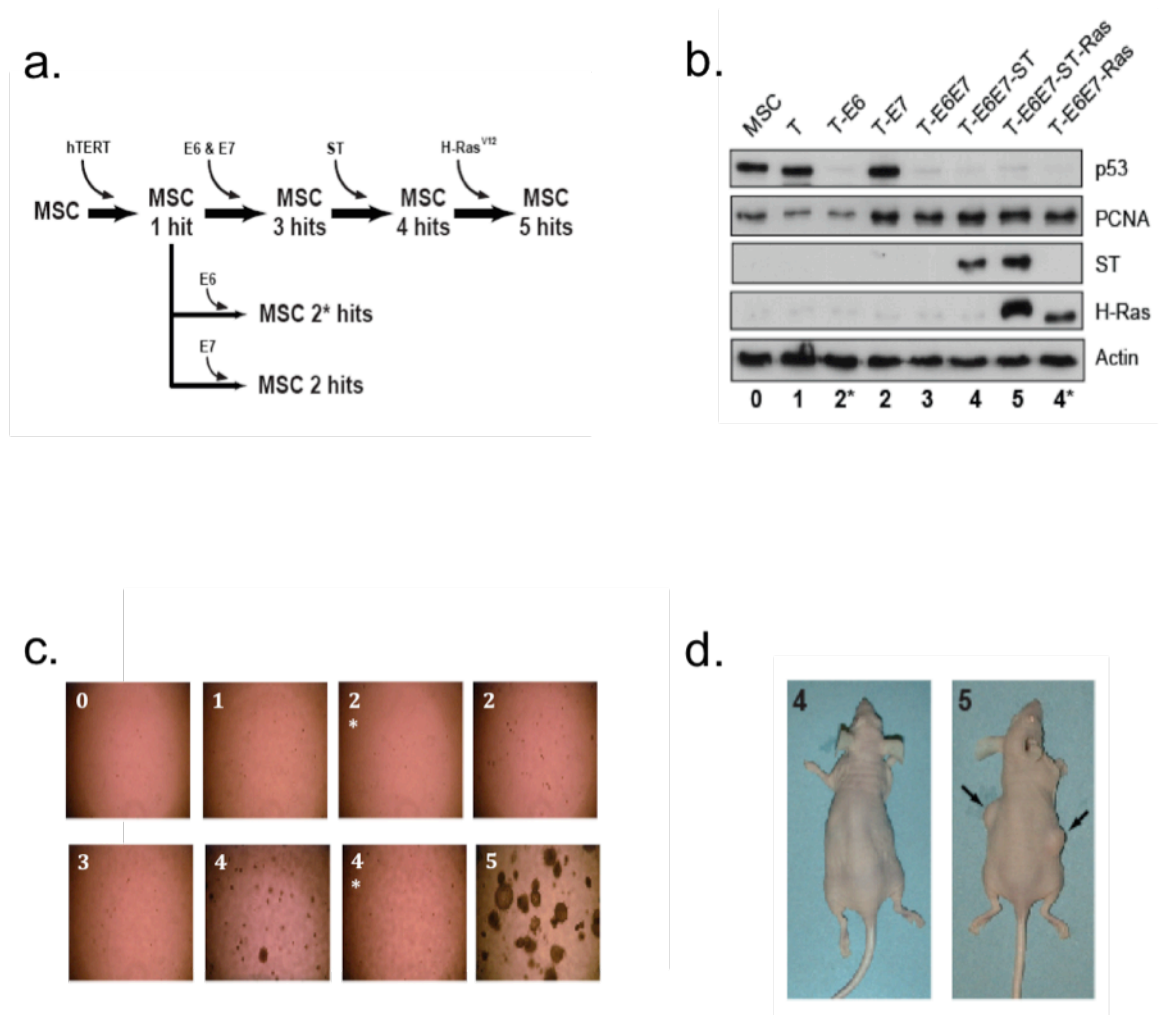 a.
hTERT
E6 & E7
ST
H-Ras^V12
MSC
MSC
1 hit
MSC
3 hits
MSC
4 hits
MSC
5 hits
E6
MSC 2* hits
E7
MSC 2 hits
b.
MSC
T
T-E6
T-E7
T-E6E7
T-E6E7-ST
T-E6E7-ST-Ras
T-E6E7-Ras
p53
PCNA
ST
H-Ras
Actin
0 1 2* 2 3 4 5 4*
c.
0
1
2
*
2
3
4
4
*
5
d.
4
5